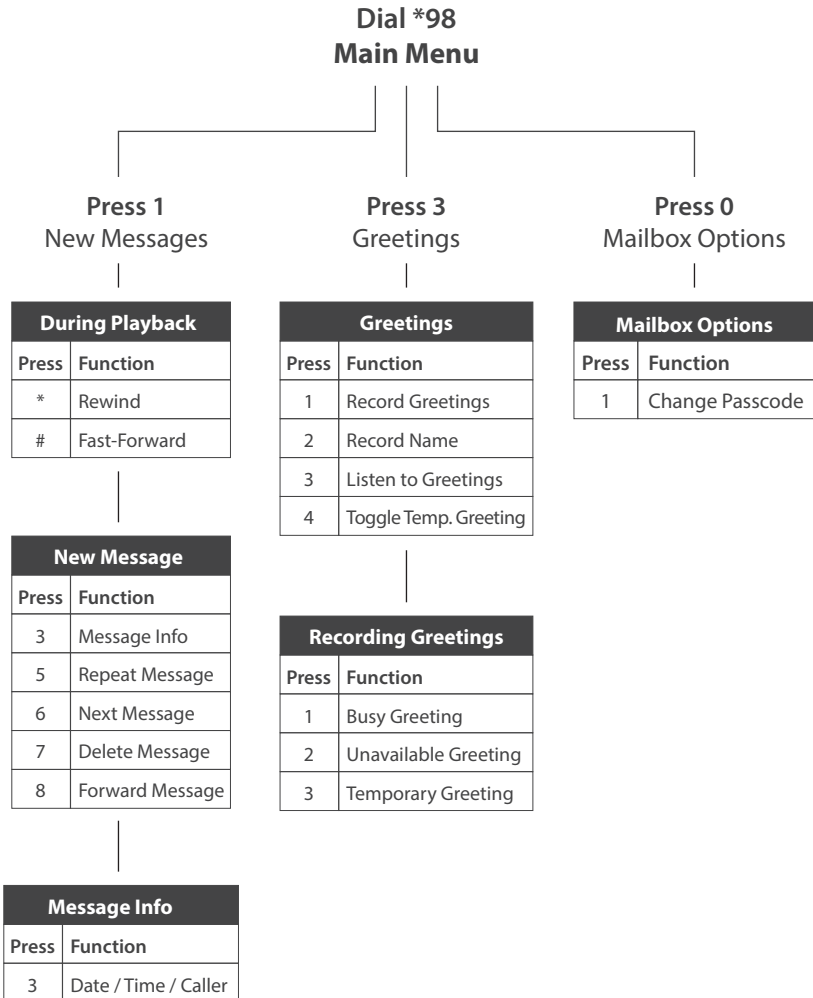 Dial *98
Main Menu
Press 1
New Messages
During Playback
Press Function
* Rewind
# Fast-Forward
New Message
Press Function
3 Message Info
5 Repeat Message
6 Next Message
7 Delete Message
8 Forward Message
Message Info
Press Function
3 Date / Time / Caller
Press 3
Greetings
Greetings
Press Function
1 Record Greetings
2 Record Name
3 Listen to Greetings
4 Toggle Temp. Greeting
Recording Greetings
Press Function
1 Busy Greeting
2 Unavailable Greeting
3 Temporary Greeting
Press 0
Mailbox Options
Mailbox Options
Press Function
1 Change Passcode